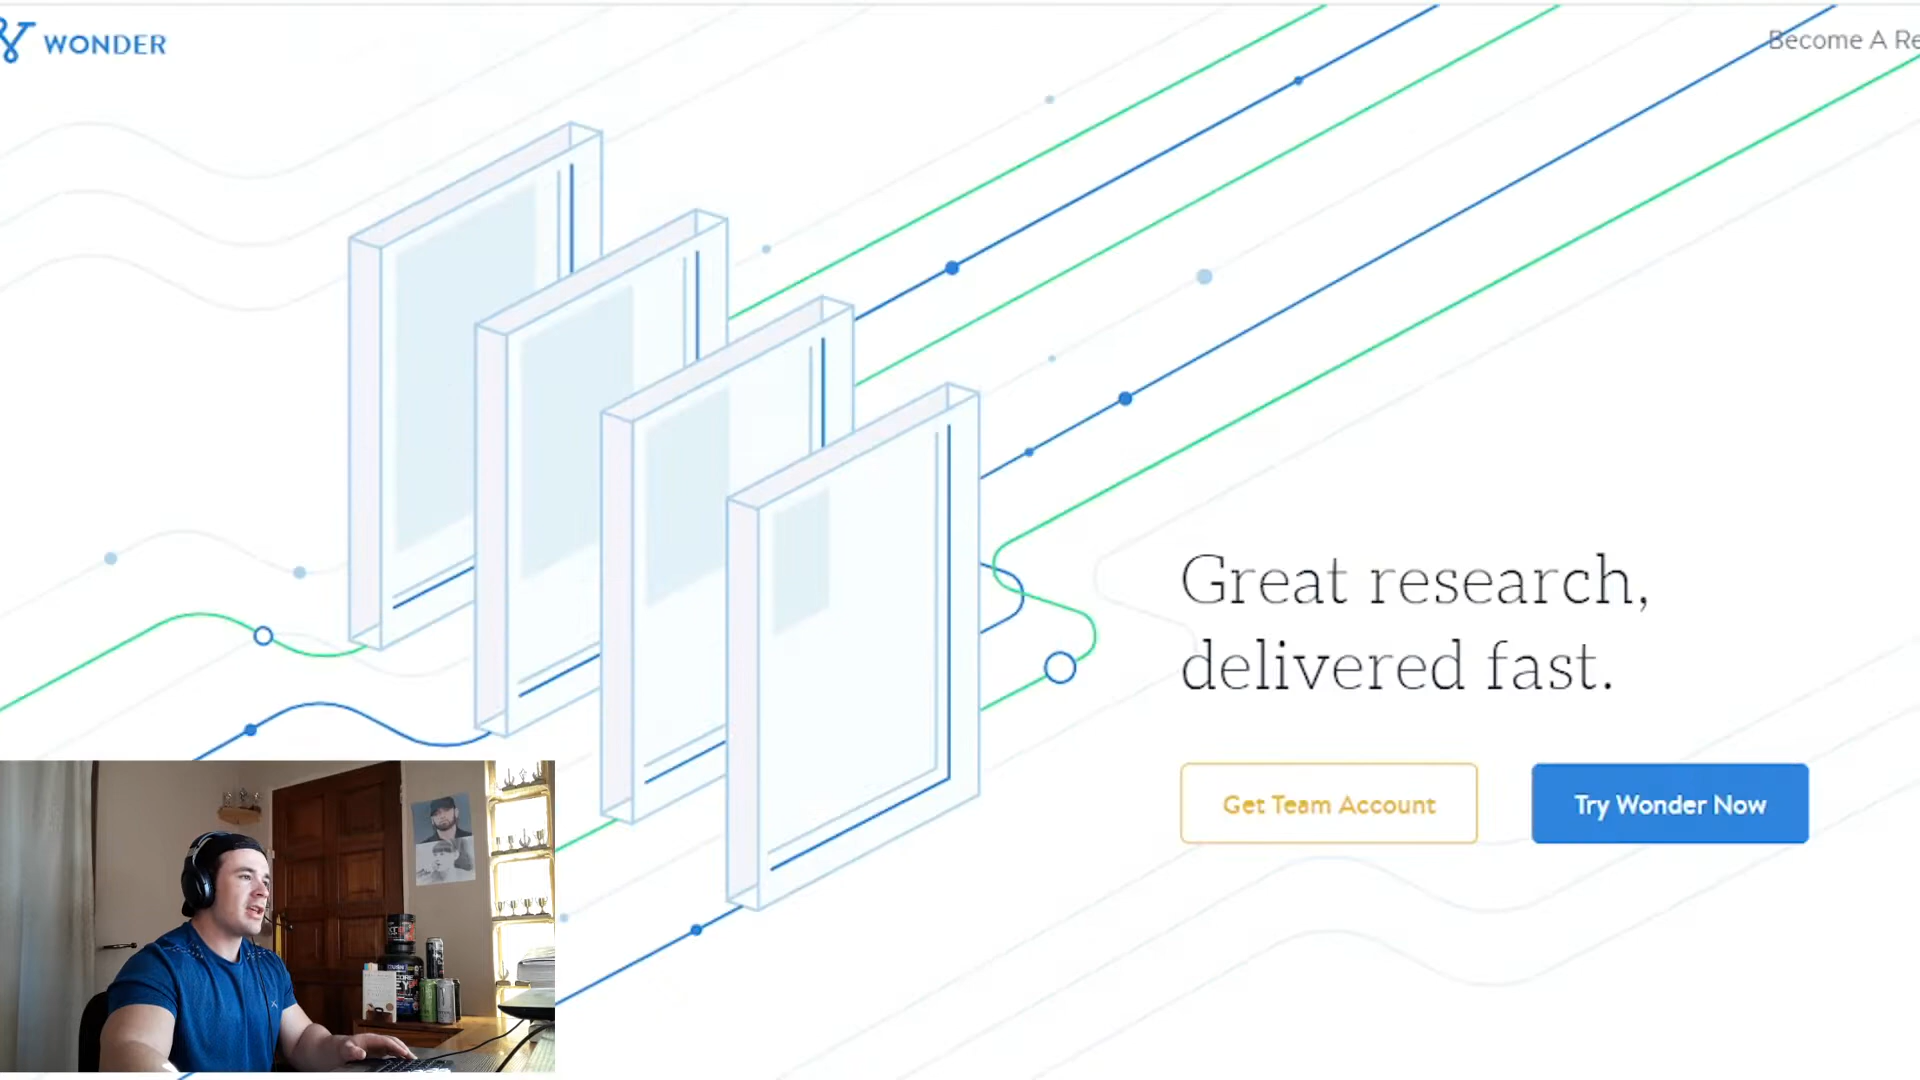 WONDER
Become A Re
Great research,
delivered fast.
Get Team Account
Try Wonder Now